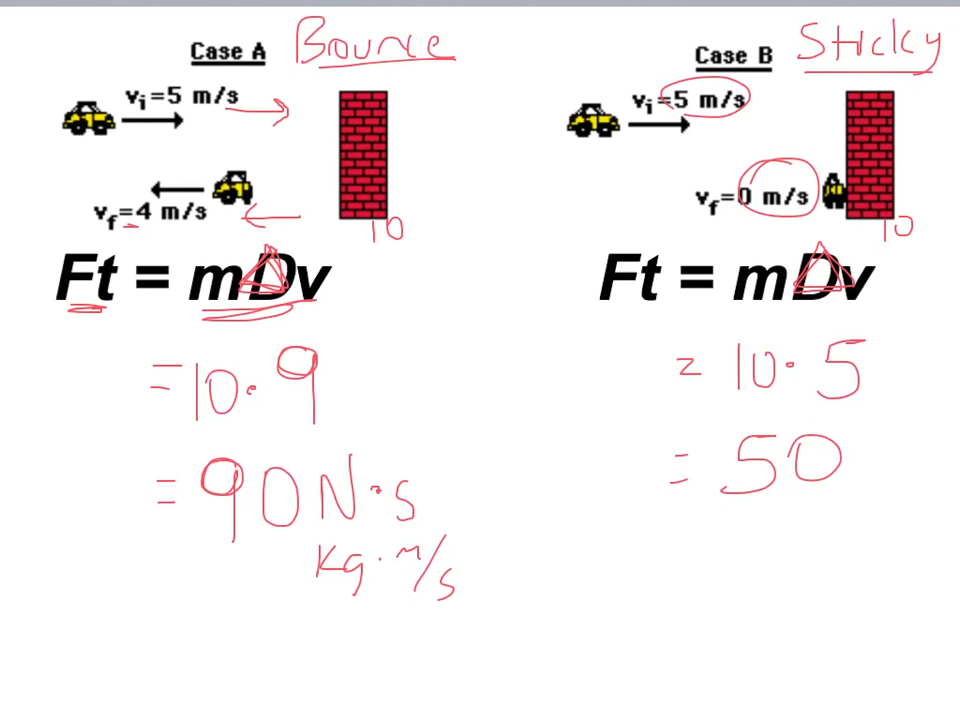 Case A Bounce
vi=5 m/s
vf=4 m/s
10
Ft = mΔv
= 10 · 9
= 90 N·s
kg·m/s
Case B Sticky
vi=5 m/s
vf=0 m/s
10
Ft = mΔv
= 10 · 5
= 50